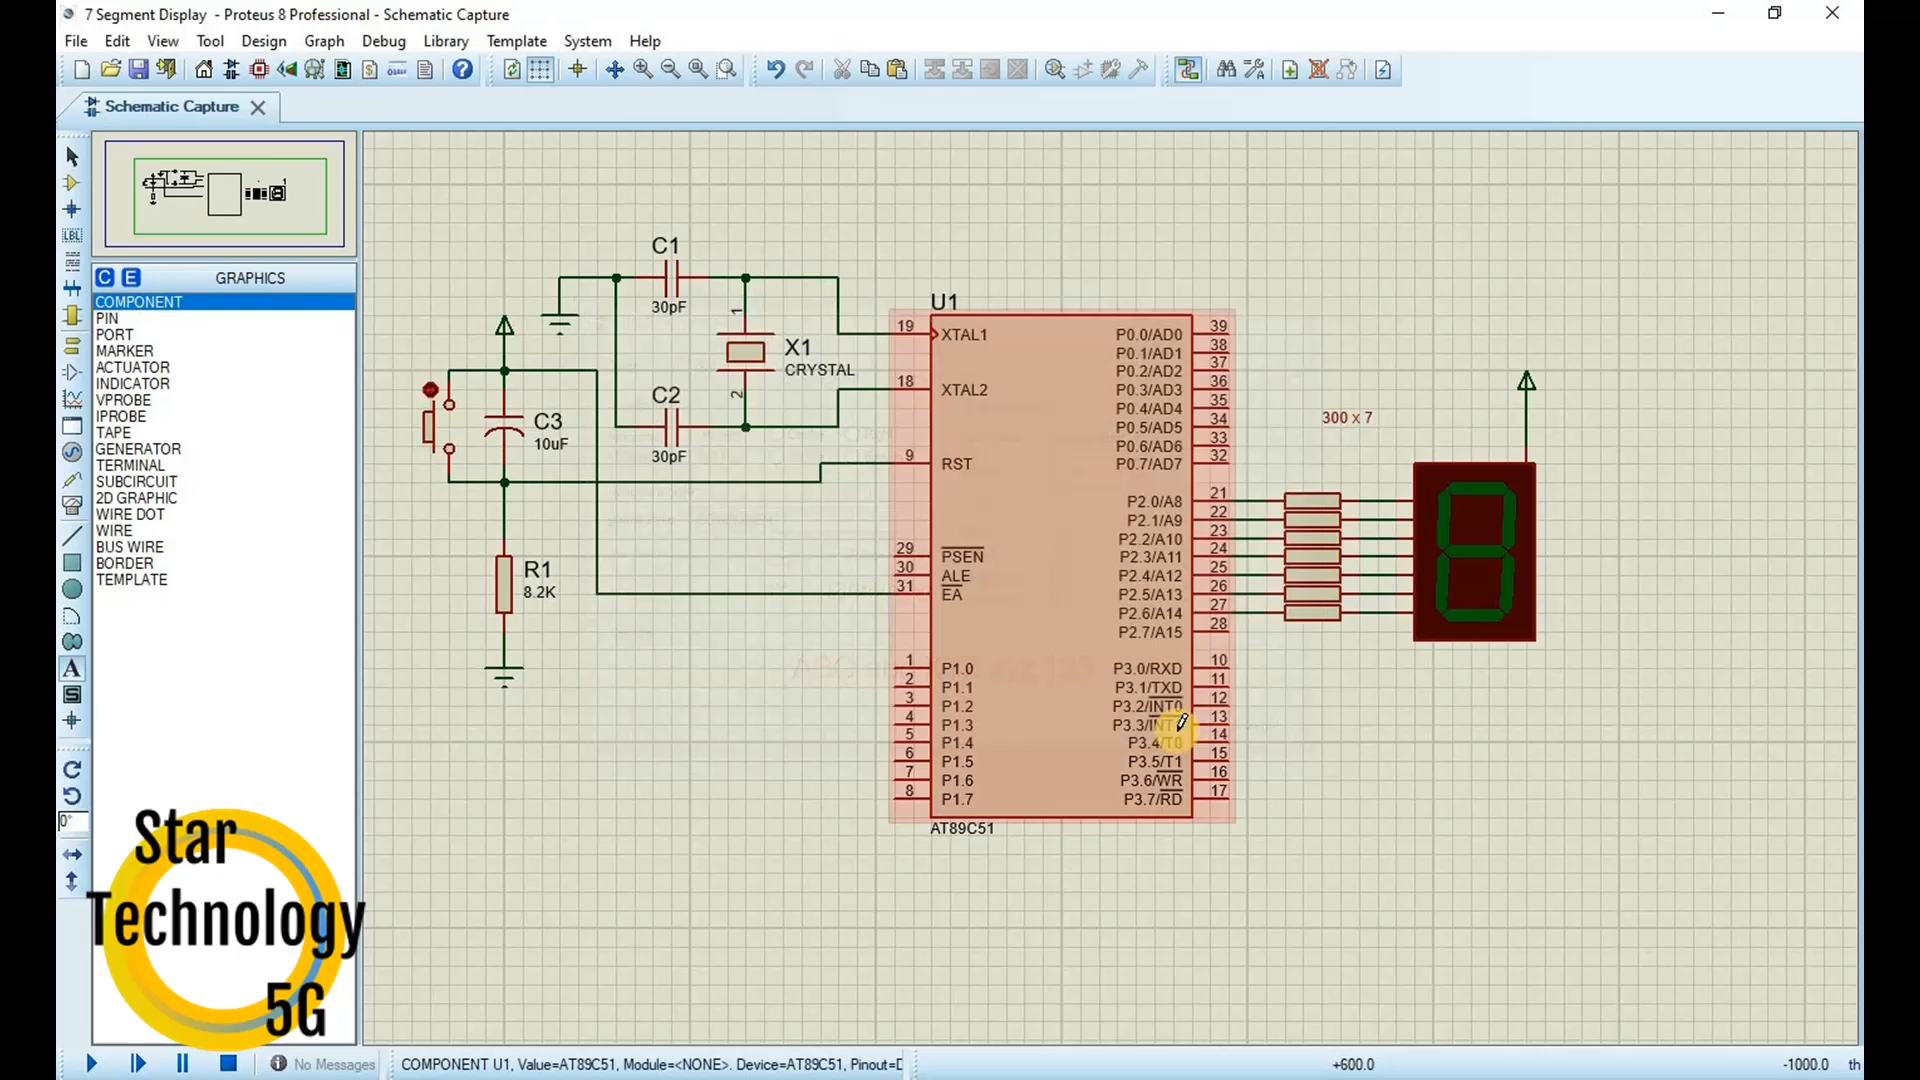 7 Segment Display - Proteus 8 Professional - Schematic Capture
File Edit View Tool Design Graph Debug Library Template System Help
Schematic Capture
LBL
C E GRAPHICS
COMPONENT
PIN
PORT
MARKER
ACTUATOR
INDICATOR
VPROBE
IPROBE
TAPE
GENERATOR
TERMINAL
SUBCIRCUIT
2D GRAPHIC
WIRE DOT
WIRE
BUS WIRE
BORDER
TEMPLATE
A
S
0°
Star
Technology
5G
C1
30pF
1
X1
CRYSTAL
2
C2
30pF
C3
10uF
R1
8.2K
U1
19 XTAL1
18 XTAL2
9 RST
29 PSEN
30 ALE
31 EA
1 P1.0
2 P1.1
3 P1.2
4 P1.3
5 P1.4
6 P1.5
7 P1.6
8 P1.7
P0.0/AD0 39
P0.1/AD1 38
P0.2/AD2 37
P0.3/AD3 36
P0.4/AD4 35
P0.5/AD5 34
P0.6/AD6 33
P0.7/AD7 32
P2.0/A8 21
P2.1/A9 22
P2.2/A10 23
P2.3/A11 24
P2.4/A12 25
P2.5/A13 26
P2.6/A14 27
P2.7/A15 28
P3.0/RXD 10
P3.1/TXD 11
P3.2/INT0 12
P3.3/INT 13
P3.4/T0 14
P3.5/T1 15
P3.6/WR 16
P3.7/RD 17
AT89C51
300 x 7
No Messages
COMPONENT U1, Value=AT89C51, Module=<NONE>. Device=AT89C51, Pinout=D
+600.0
-1000.0
th